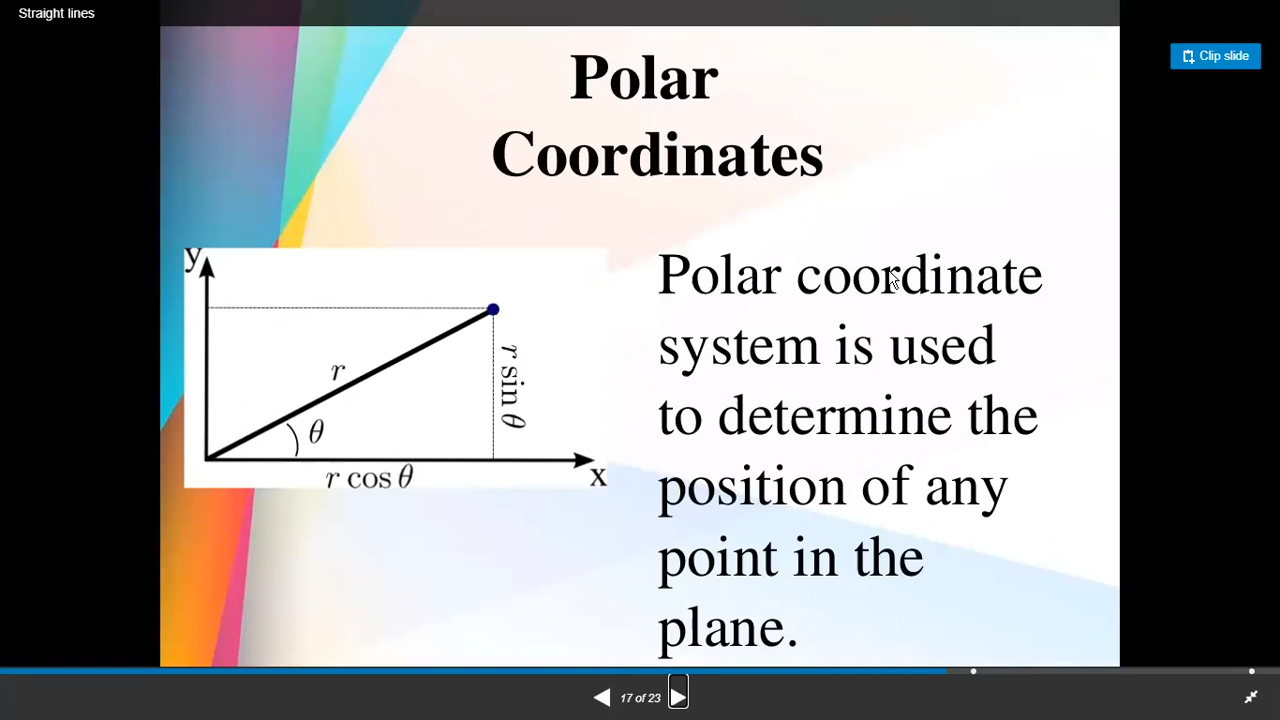 Straight lines
Clip slide
Polar
Coordinates
y
r
θ
r sin θ
r cos θ
x
Polar coordinate
system is used
to determine the
position of any
point in the
plane.
17 of 23